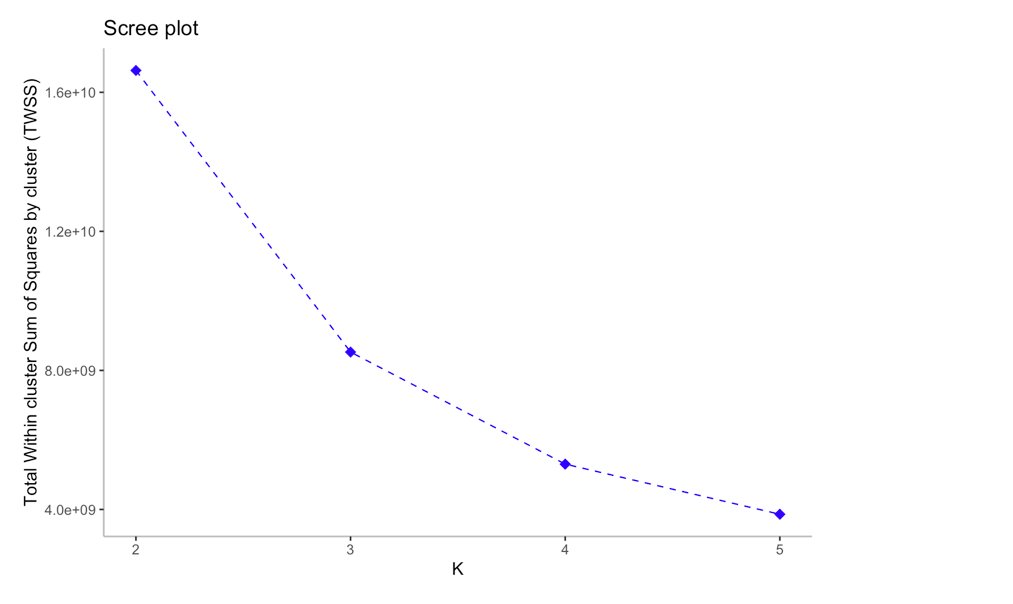 Scree plot
Total Within cluster Sum of Squares by cluster (TWSS)
1.6e+10
1.2e+10
8.0e+09
4.0e+09
2 3 4 5
K